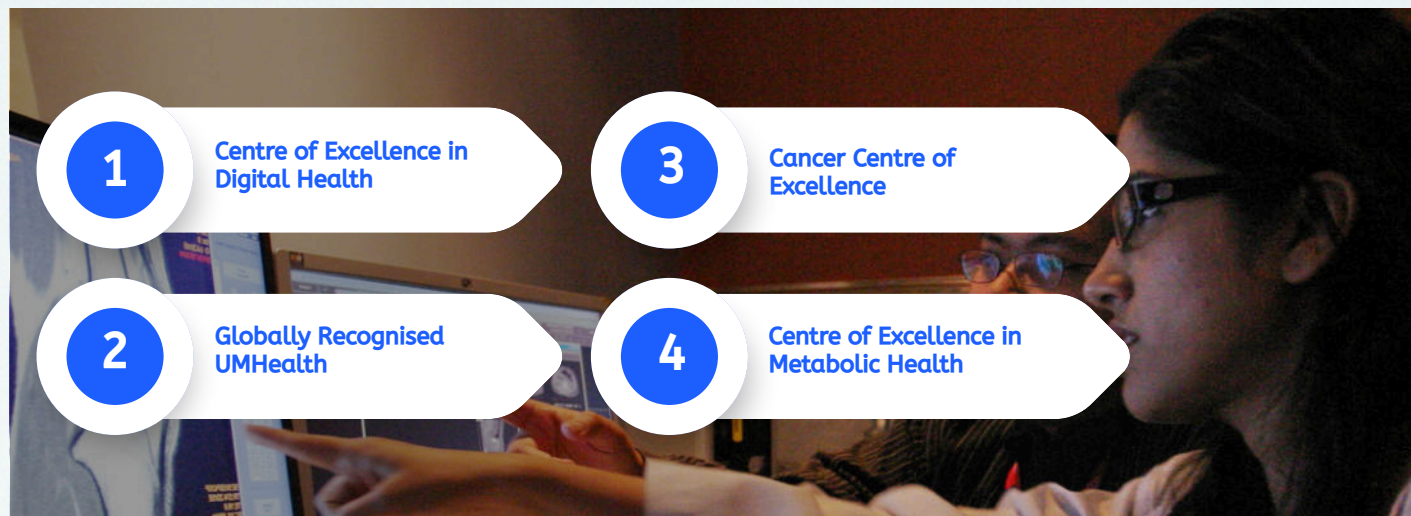 1
Centre of Excellence in
Digital Health
2
Globally Recognised
UMHealth
3
Cancer Centre of
Excellence
4
Centre of Excellence in
Metabolic Health